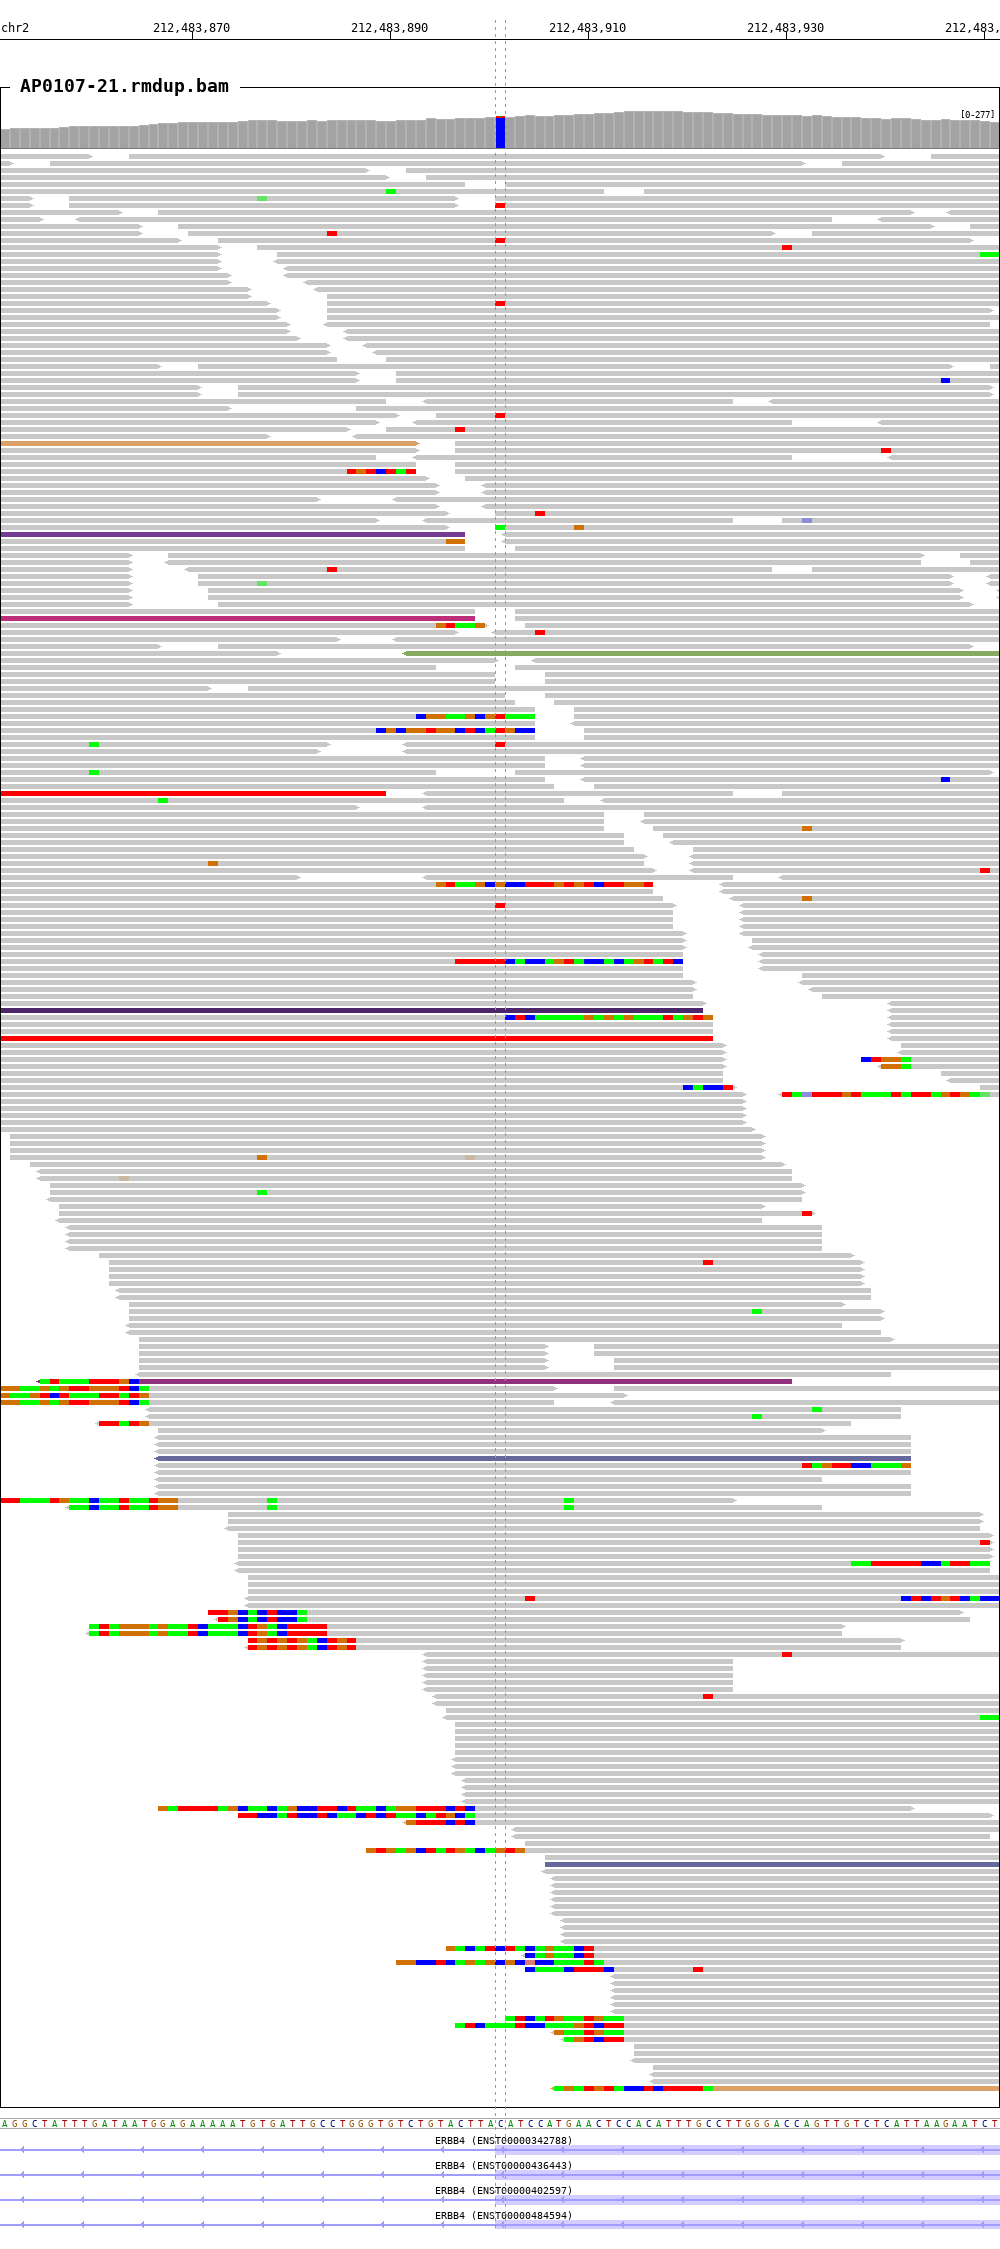 chr2 212,483,870 212,483,890 212,483,910 212,483,930 212,483,
AP0107-21.rmdup.bam
[0-277]
A G G C T A T T T G A T A A T G G A G A A A A A T G T G A T T G C C T G G G T G T C T G T A C T T A C A T C C A T G A A C T C C A C A T T T G C C T T G G G A C C A G T T G T C T C A T T A A G A A T C T
ERBB4 (ENST00000342788)
ERBB4 (ENST00000436443)
ERBB4 (ENST00000402597)
ERBB4 (ENST00000484594)